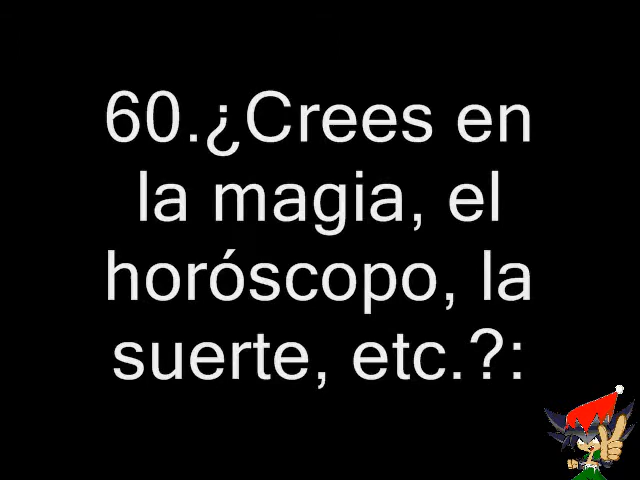 60.¿Crees en
la magia, el
horóscopo, la
suerte, etc.?: